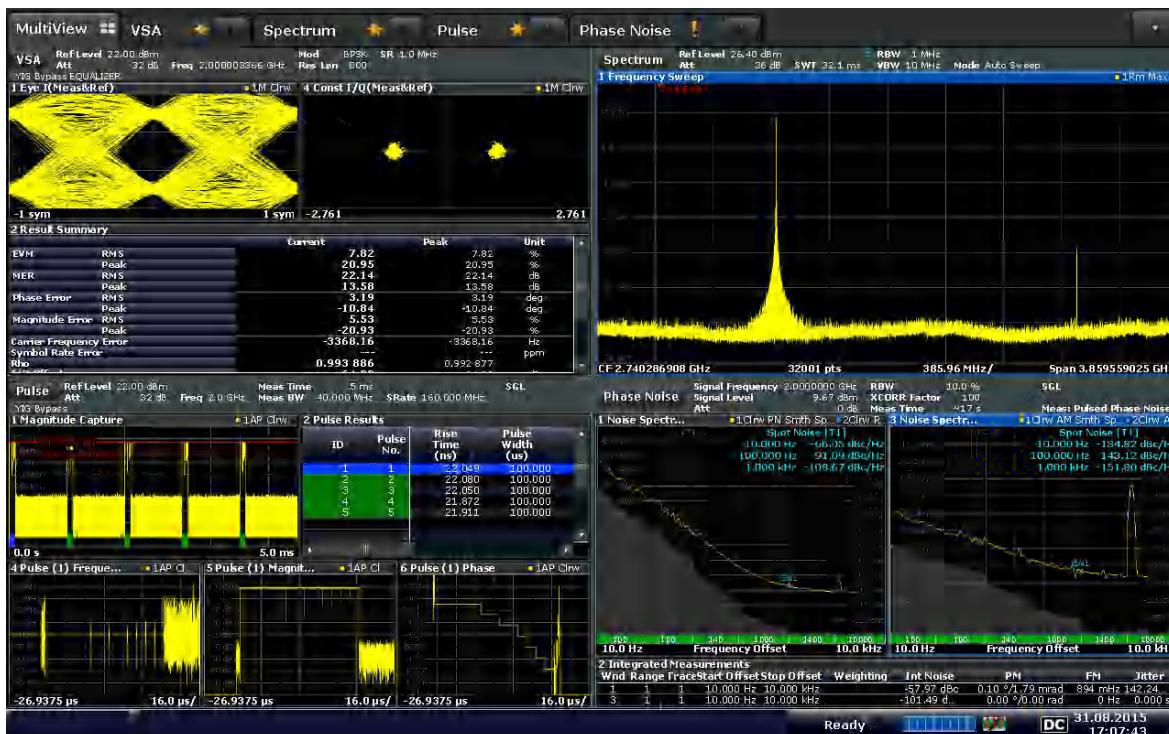 MultiView VSA Spectrum Pulse Phase Noise !
VSA Ref Level 22.00 dBm Mod BPSK SR 1.0 MHz
Att 32 dB Freq 2.000003366 GHz Res Len 800
YIG Bypass EQUALIZER
1 Eye I(Meas&Ref) 1M Clrw 4 Const I/Q(Meas&Ref) 1M Clrw
-1 sym 1 sym -2.761 2.761
2 Result Summary
Current Peak Unit
EVM RMS 7.82 7.82 %
Peak 20.95 20.95 %
MER RMS 22.14 22.14 dB
Peak 13.58 13.58 dB
Phase Error RMS 3.19 3.19 deg
Peak -10.84 -10.84 deg
Magnitude Error RMS 5.53 5.53 %
Peak -20.93 -20.93 %
Carrier Frequency Error -3368.16 -3368.16 Hz
Symbol Rate Error --- --- ppm
Rho 0.993 886 0.992 877
Spectrum Ref Level 26.40 dBm RBW 1 MHz
Att 36 dB SWT 32.1 ms VBW 10 MHz Mode Auto Sweep
1 Frequency Sweep 1Rm Max
CF 2.740286908 GHz 32001 pts 385.96 MHz/ Span 3.859559025 GHz
Pulse Ref Level 22.00 dBm Meas Time 5 ms SGL
Att 32 dB Freq 2.0 GHz Meas BW 40.000 MHz SRate 160.000 MHz
YIG Bypass
1 Magnitude Capture 1AP Clrw 2 Pulse Results
ID Pulse No. Rise Time (ns) Pulse Width (us)
1 1 22.049 100.000
2 2 22.080 100.000
3 3 22.050 100.000
4 4 21.872 100.000
5 5 21.911 100.000
0.0 s 5.0 ms
4 Pulse (1) Freque... 1AP Cl... 5 Pulse (1) Magnit... 1AP Cl 6 Pulse (1) Phase 1AP Clrw
-26.9375 µs 16.0 µs/ -26.9375 µs 16.0 µs/ -26.9375 µs 16.0 µs/
Phase Noise Signal Frequency 2.0000000 GHz RBW 10.0 % SGL
Signal Level 9.67 dBm XCORR Factor 100
Att 0 dB Meas Time ~17 s Meas: Pulsed Phase Noise
1 Noise Spectr... 1Clrw PN Smth Sp 2Clrw R 3 Noise Spectr... 1Clrw AM Smth Sp 2Clrw A
Spot Noise [T1] Spot Noise [T1]
10.000 Hz -66.05 dBc/Hz 10.000 Hz -134.82 dBc/H
100.000 Hz -91.09 dBc/Hz 100.000 Hz 143.12 dBc/H
1.000 kHz -108.67 dBc/Hz 1.000 kHz -151.80 dBc/H
10.0 Hz Frequency Offset 10.0 kHz 10.0 Hz Frequency Offset 10.0 kH
2 Integrated Measurements
Wnd Range Trace Start Offset Stop Offset Weighting Int Noise PM FM Jitter
1 1 1 10.000 Hz 10.000 kHz -57.97 dBc 0.10 °/1.79 mrad 894 mHz 142.24...
3 1 1 10.000 Hz 10.000 kHz -101.49 d... 0.00 °/0.00 rad 0 Hz 0.000 s
Ready DC 31.08.2015
17:07:43